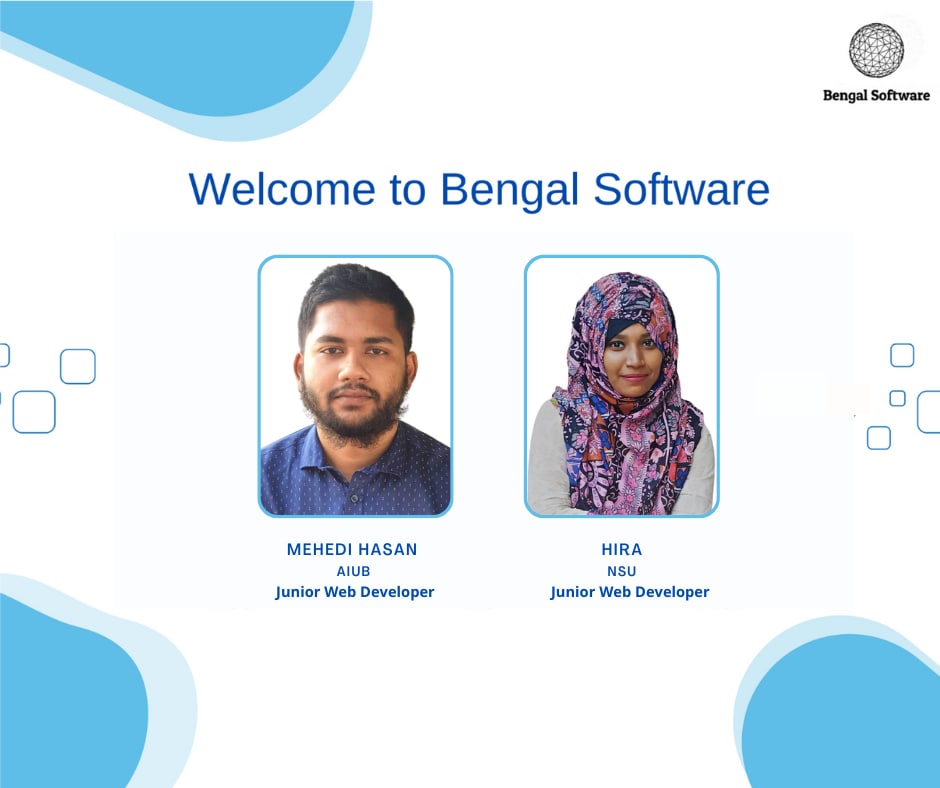 Bengal Software
Welcome to Bengal Software
MEHEDI HASAN
AIUB
Junior Web Developer
HIRA
NSU
Junior Web Developer